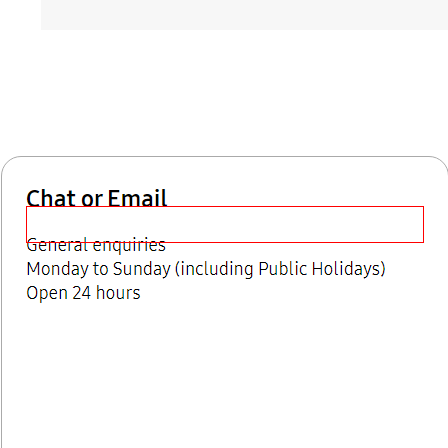 Chat or Email
General enquiries
Monday to Sunday (including Public Holidays)
Open 24 hours